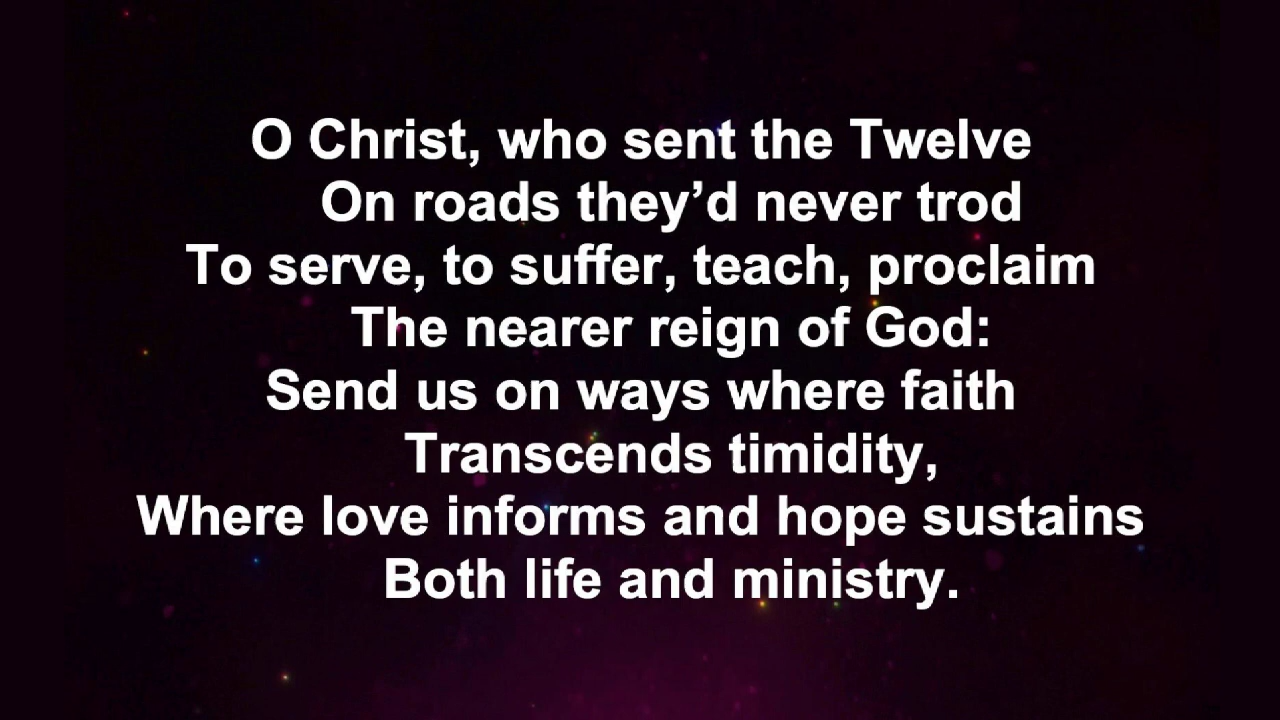 O Christ, who sent the Twelve
On roads they’d never trod
To serve, to suffer, teach, proclaim
The nearer reign of God:
Send us on ways where faith
Transcends timidity,
Where love informs and hope sustains
Both life and ministry.